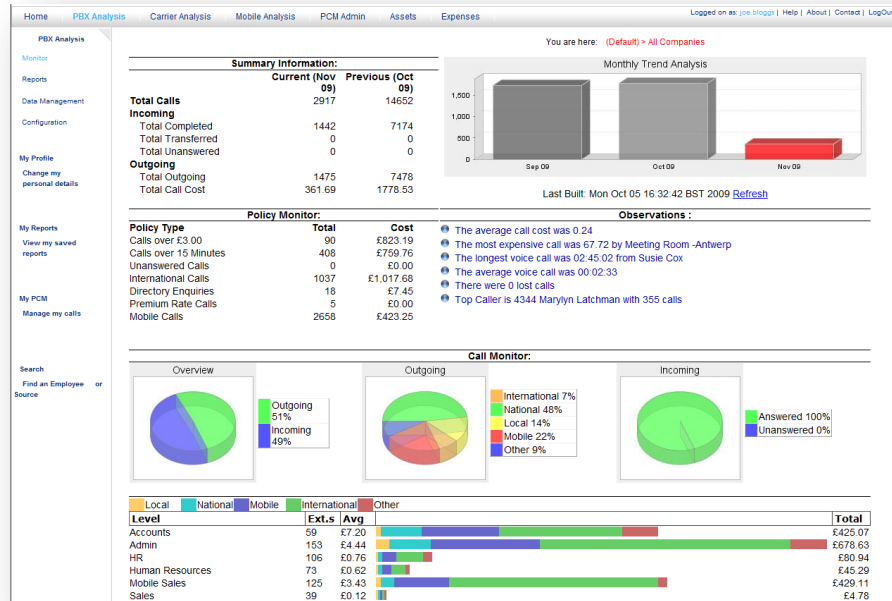 Home PBX Analysis Carrier Analysis Mobile Analysis PCM Admin Assets Expenses
Logged on as: joe.bloggs | Help | About | Contact | LogOut
PBX Analysis
Monitor
Reports
Data Management
Configuration
My Profile
Change my
personal details
My Reports
View my saved
reports
My PCM
Manage my calls
Search
Find an Employee or
Source
You are here: (Default) > All Companies
Summary Information:
Current (Nov 09) Previous (Oct 09)
Total Calls 2917 14652
Incoming
Total Completed 1442 7174
Total Transferred 0 0
Total Unanswered 0 0
Outgoing
Total Outgoing 1475 7478
Total Call Cost 361.69 1778.53
Monthly Trend Analysis
1,500
1,000
500
0
Sep 09 Oct 09 Nov 09
Last Built: Mon Oct 05 16:32:42 BST 2009 Refresh
Policy Monitor:
Policy Type Total Cost
Calls over £3.00 90 £823.19
Calls over 15 Minutes 408 £759.76
Unanswered Calls 0 £0.00
International Calls 1037 £1,017.68
Directory Enquiries 18 £7.45
Premium Rate Calls 5 £0.00
Mobile Calls 2658 £423.25
Observations :
The average call cost was 0.24
The most expensive call was 67.72 by Meeting Room -Antwerp
The longest voice call was 02:45:02 from Susie Cox
The average voice call was 00:02:33
There were 0 lost calls
Top Caller is 4344 Marylyn Latchman with 355 calls
Call Monitor:
Overview
Outgoing
51%
Incoming
49%
Outgoing
International 7%
National 48%
Local 14%
Mobile 22%
Other 9%
Incoming
Answered 100%
Unanswered 0%
Local National Mobile International Other
Level Ext.s Avg Total
Accounts 59 £7.20 £425.07
Admin 153 £4.44 £678.63
HR 106 £0.76 £80.94
Human Resources 73 £0.62 £45.29
Mobile Sales 125 £3.43 £429.11
Sales 39 £0.12 £4.78